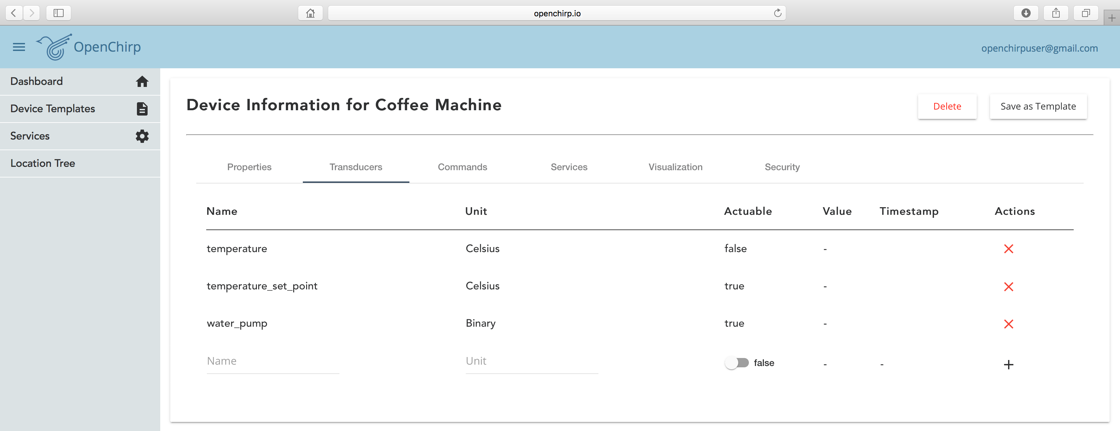 openchirp.io
OpenChirp
openchirpuser@gmail.com
Dashboard
Device Templates
Services
Location Tree
Device Information for Coffee Machine
Delete
Save as Template
Properties Transducers Commands Services Visualization Security
Name Unit Actuable Value Timestamp Actions
temperature Celsius false -
temperature_set_point Celsius true -
water_pump Binary true -
Name Unit false - -